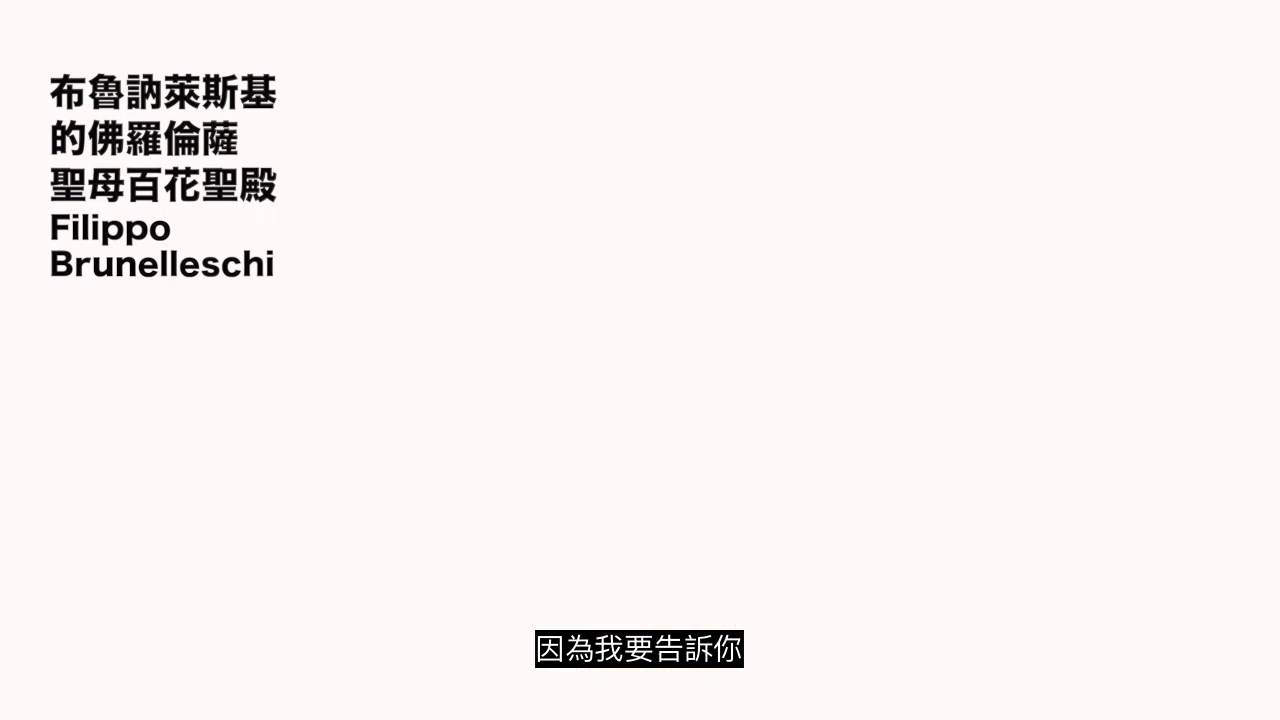 布魯訥萊斯基
的佛羅倫薩
聖母百花聖殿
Filippo
Brunelleschi
因為我要告訴你